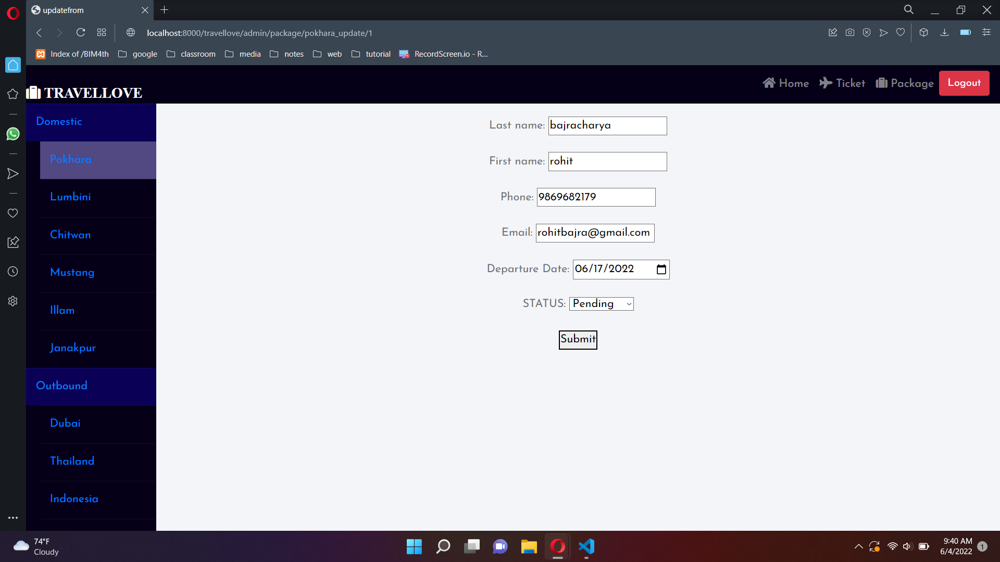 updatefrom
localhost:8000/travellove/admin/package/pokhara_update/1
Index of /BIM4th google classroom media notes web tutorial RecordScreen.io - R...
TRAVELLOVE
Home Ticket Package Logout
Domestic
Pokhara
Lumbini
Chitwan
Mustang
Illam
Janakpur
Outbound
Dubai
Thailand
Indonesia
Last name: bajracharya
First name: rohit
Phone: 9869682179
Email: rohitbajra@gmail.com
Departure Date: 06/17/2022
STATUS: Pending
Submit
74°F
Cloudy
9:40 AM
6/4/2022
1